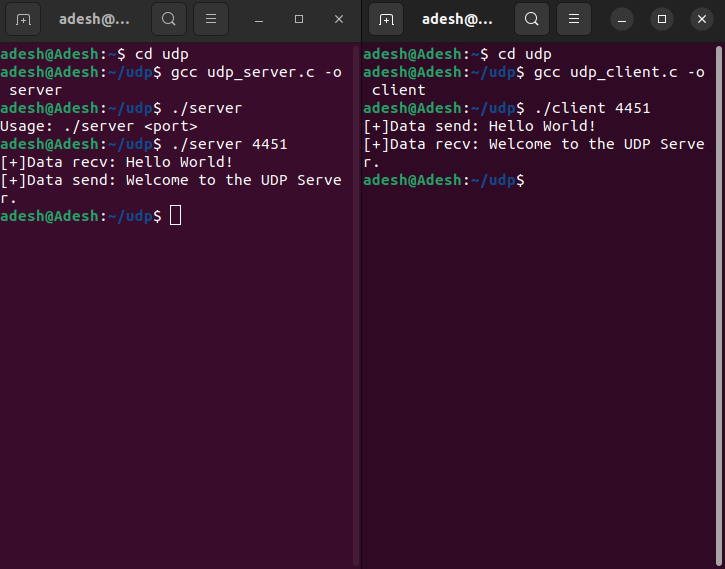 adesh@...
adesh@Adesh:~$ cd udp
adesh@Adesh:~/udp$ gcc udp_server.c -o
server
adesh@Adesh:~/udp$ ./server
Usage: ./server <port>
adesh@Adesh:~/udp$ ./server 4451
[+]Data recv: Hello World!
[+]Data send: Welcome to the UDP Serve
r.
adesh@Adesh:~/udp$
adesh@...
adesh@Adesh:~$ cd udp
adesh@Adesh:~/udp$ gcc udp_client.c -o
client
adesh@Adesh:~/udp$ ./client 4451
[+]Data send: Hello World!
[+]Data recv: Welcome to the UDP Serve
r.
adesh@Adesh:~/udp$